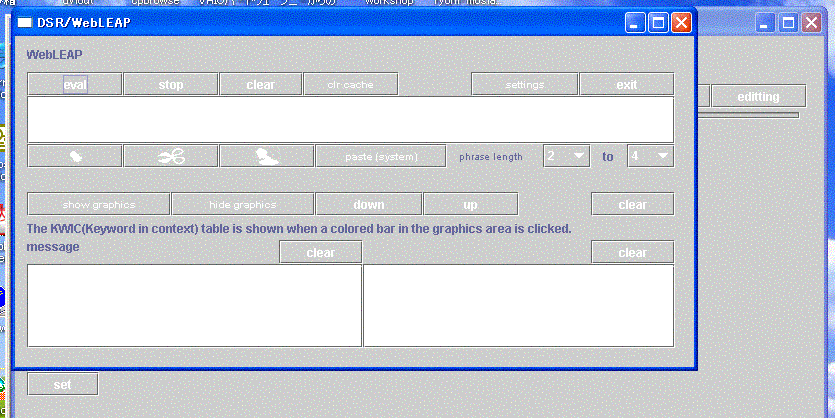 DSR/WebLEAP
WebLEAP
eval stop clear clr cache settings exit
editting
paste (system) phrase length 2 to 4
show graphics hide graphics down up clear
The KWIC(Keyword in context) table is shown when a colored bar in the graphics area is clicked.
message clear clear
set